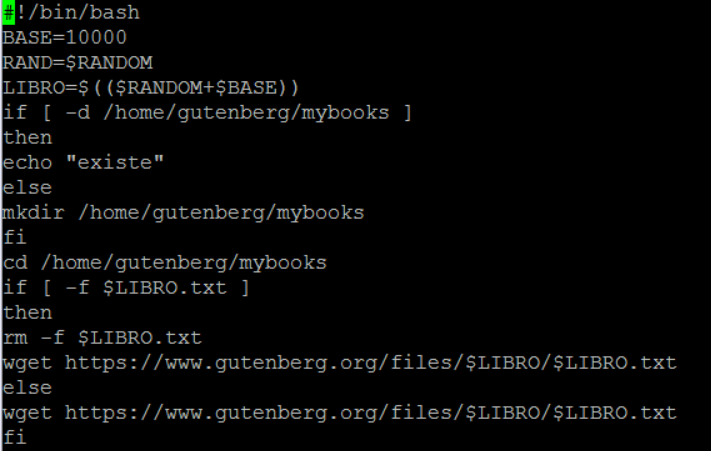 #!/bin/bash
BASE=10000
RAND=$RANDOM
LIBRO=$(($RANDOM+$BASE))
if [ -d /home/gutenberg/mybooks ]
then
echo "existe"
else
mkdir /home/gutenberg/mybooks
fi
cd /home/gutenberg/mybooks
if [ -f $LIBRO.txt ]
then
rm -f $LIBRO.txt
wget https://www.gutenberg.org/files/$LIBRO/$LIBRO.txt
else
wget https://www.gutenberg.org/files/$LIBRO/$LIBRO.txt
fi